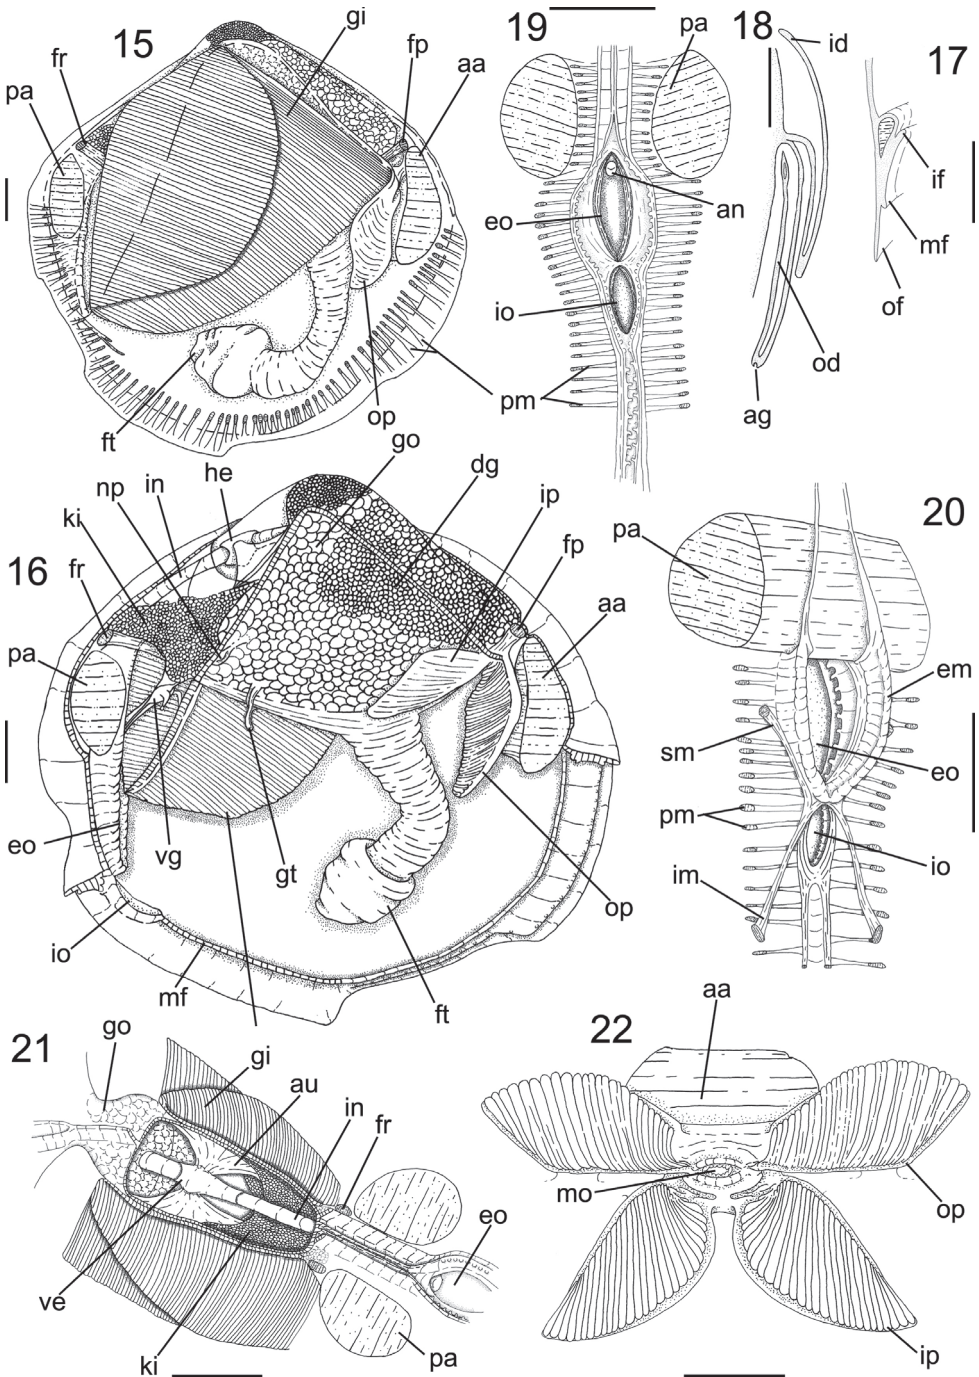 15
gi
fr
fp
pa
aa
ft
op
pm
19
pa
eo
an
io
18
id
od
ag
17
if
mf
of
16
he
in
np
ki
fr
pa
go
dg
ip
fp
aa
eo
vg
gt
io
mf
ft
op
20
pa
em
sm
eo
pm
io
im
21
go
gi
au
in
fr
eo
ve
ki
pa
22
aa
mo
op
ip